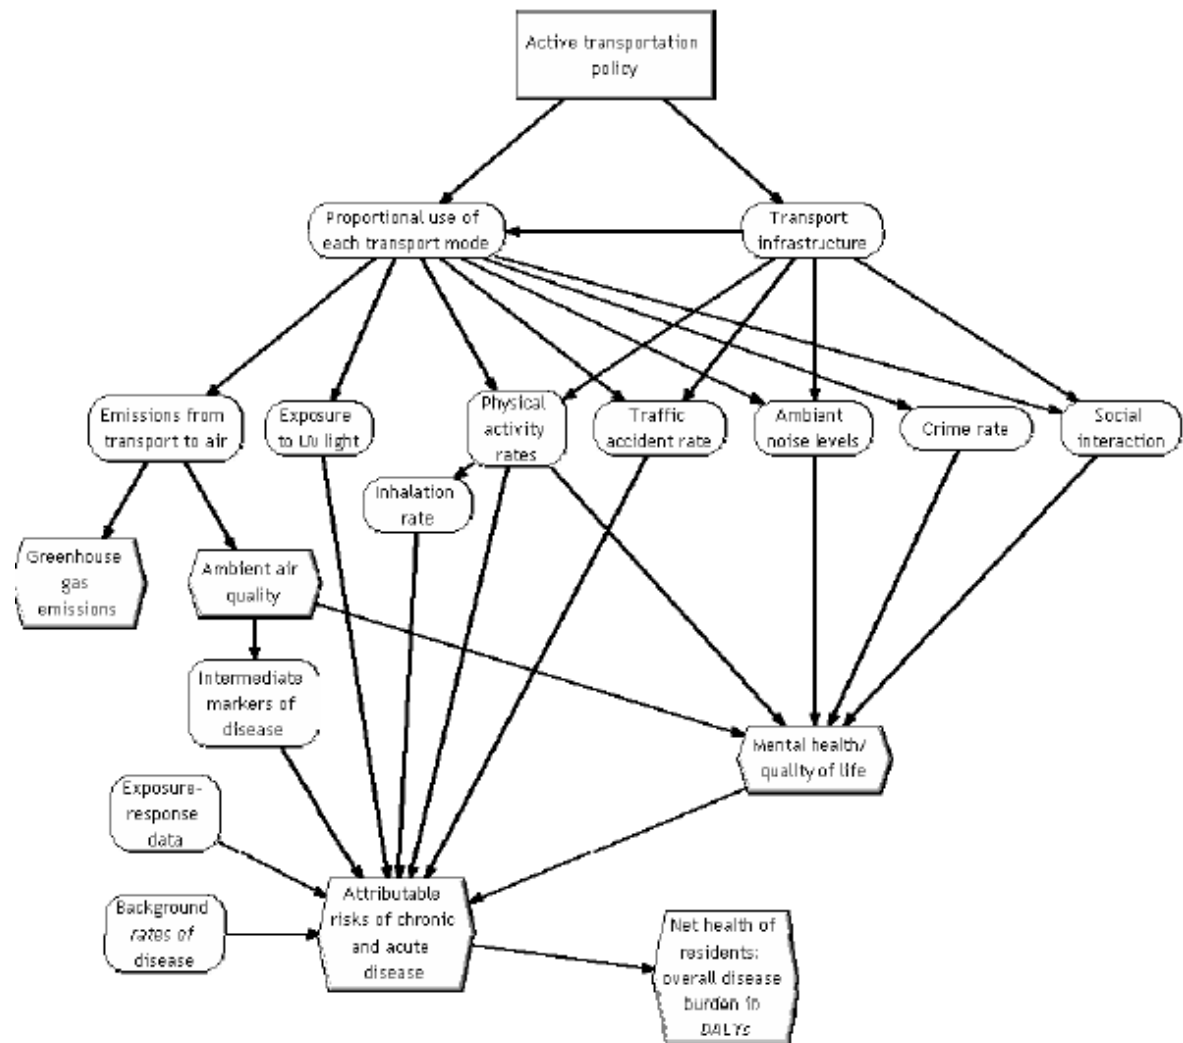 Active transportation
policy
Proportional use of
each transport mode
Transport
infrastructure
Emissions from
transport to air
Exposure
to UV light
Physical
activity
rates
Traffic
accident rate
Ambient
noise levels
Crime rate
Social
interaction
Inhalation
rate
Greenhouse
gas
emissions
Ambient air
quality
Intermediate
markers of
disease
Mental health/
quality of life
Exposure-
response
data
Background
rates of
disease
Attributable
risks of chronic
and acute
disease
Net health of
residents:
overall disease
burden in
DALYs